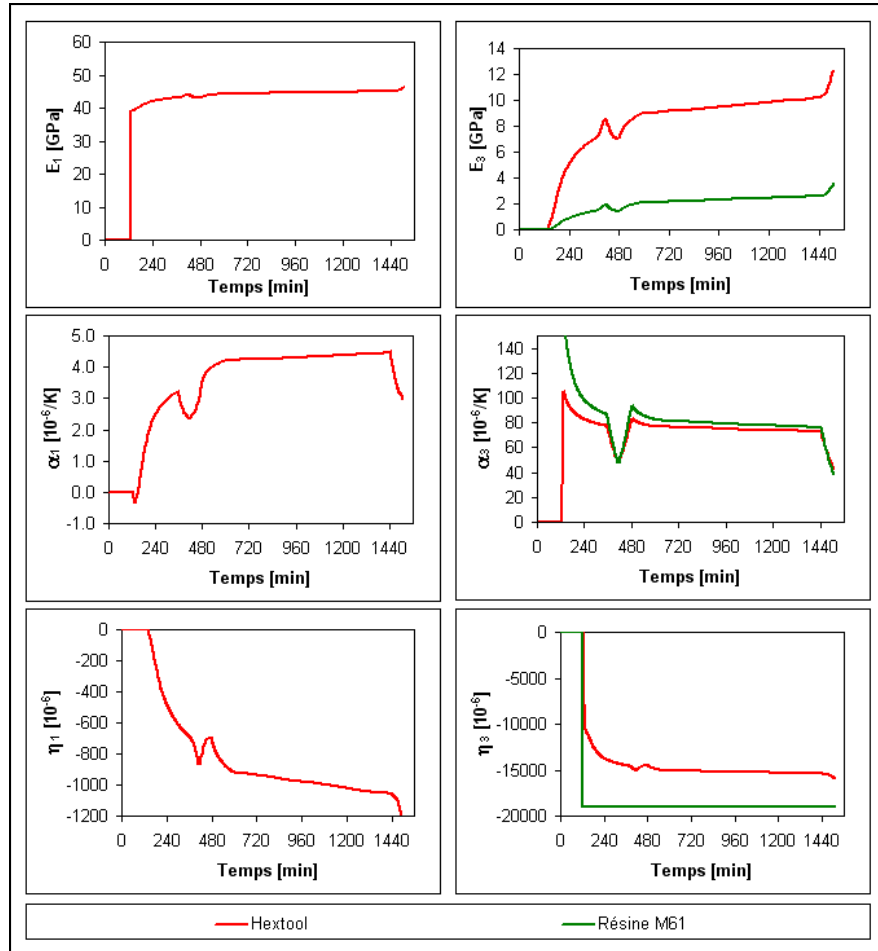 60
50
40
30
20
10
0
E1 [GPa]
0 240 480 720 960 1200 1440
Temps [min]
14
12
10
8
6
4
2
0
E3 [GPa]
0 240 480 720 960 1200 1440
Temps [min]
5.0
4.0
3.0
2.0
1.0
0.0
-1.0
α1 [10-6/K]
0 240 480 720 960 1200 1440
Temps [min]
140
120
100
80
60
40
20
0
α3 [10-6/K]
0 240 480 720 960 1200 1440
Temps [min]
0
-200
-400
-600
-800
-1000
-1200
η1 [10-6]
0 240 480 720 960 1200 1440
Temps [min]
0
-5000
-10000
-15000
-20000
η3 [10-6]
0 240 480 720 960 1200 1440
Temps [min]
Hextool
Résine M61